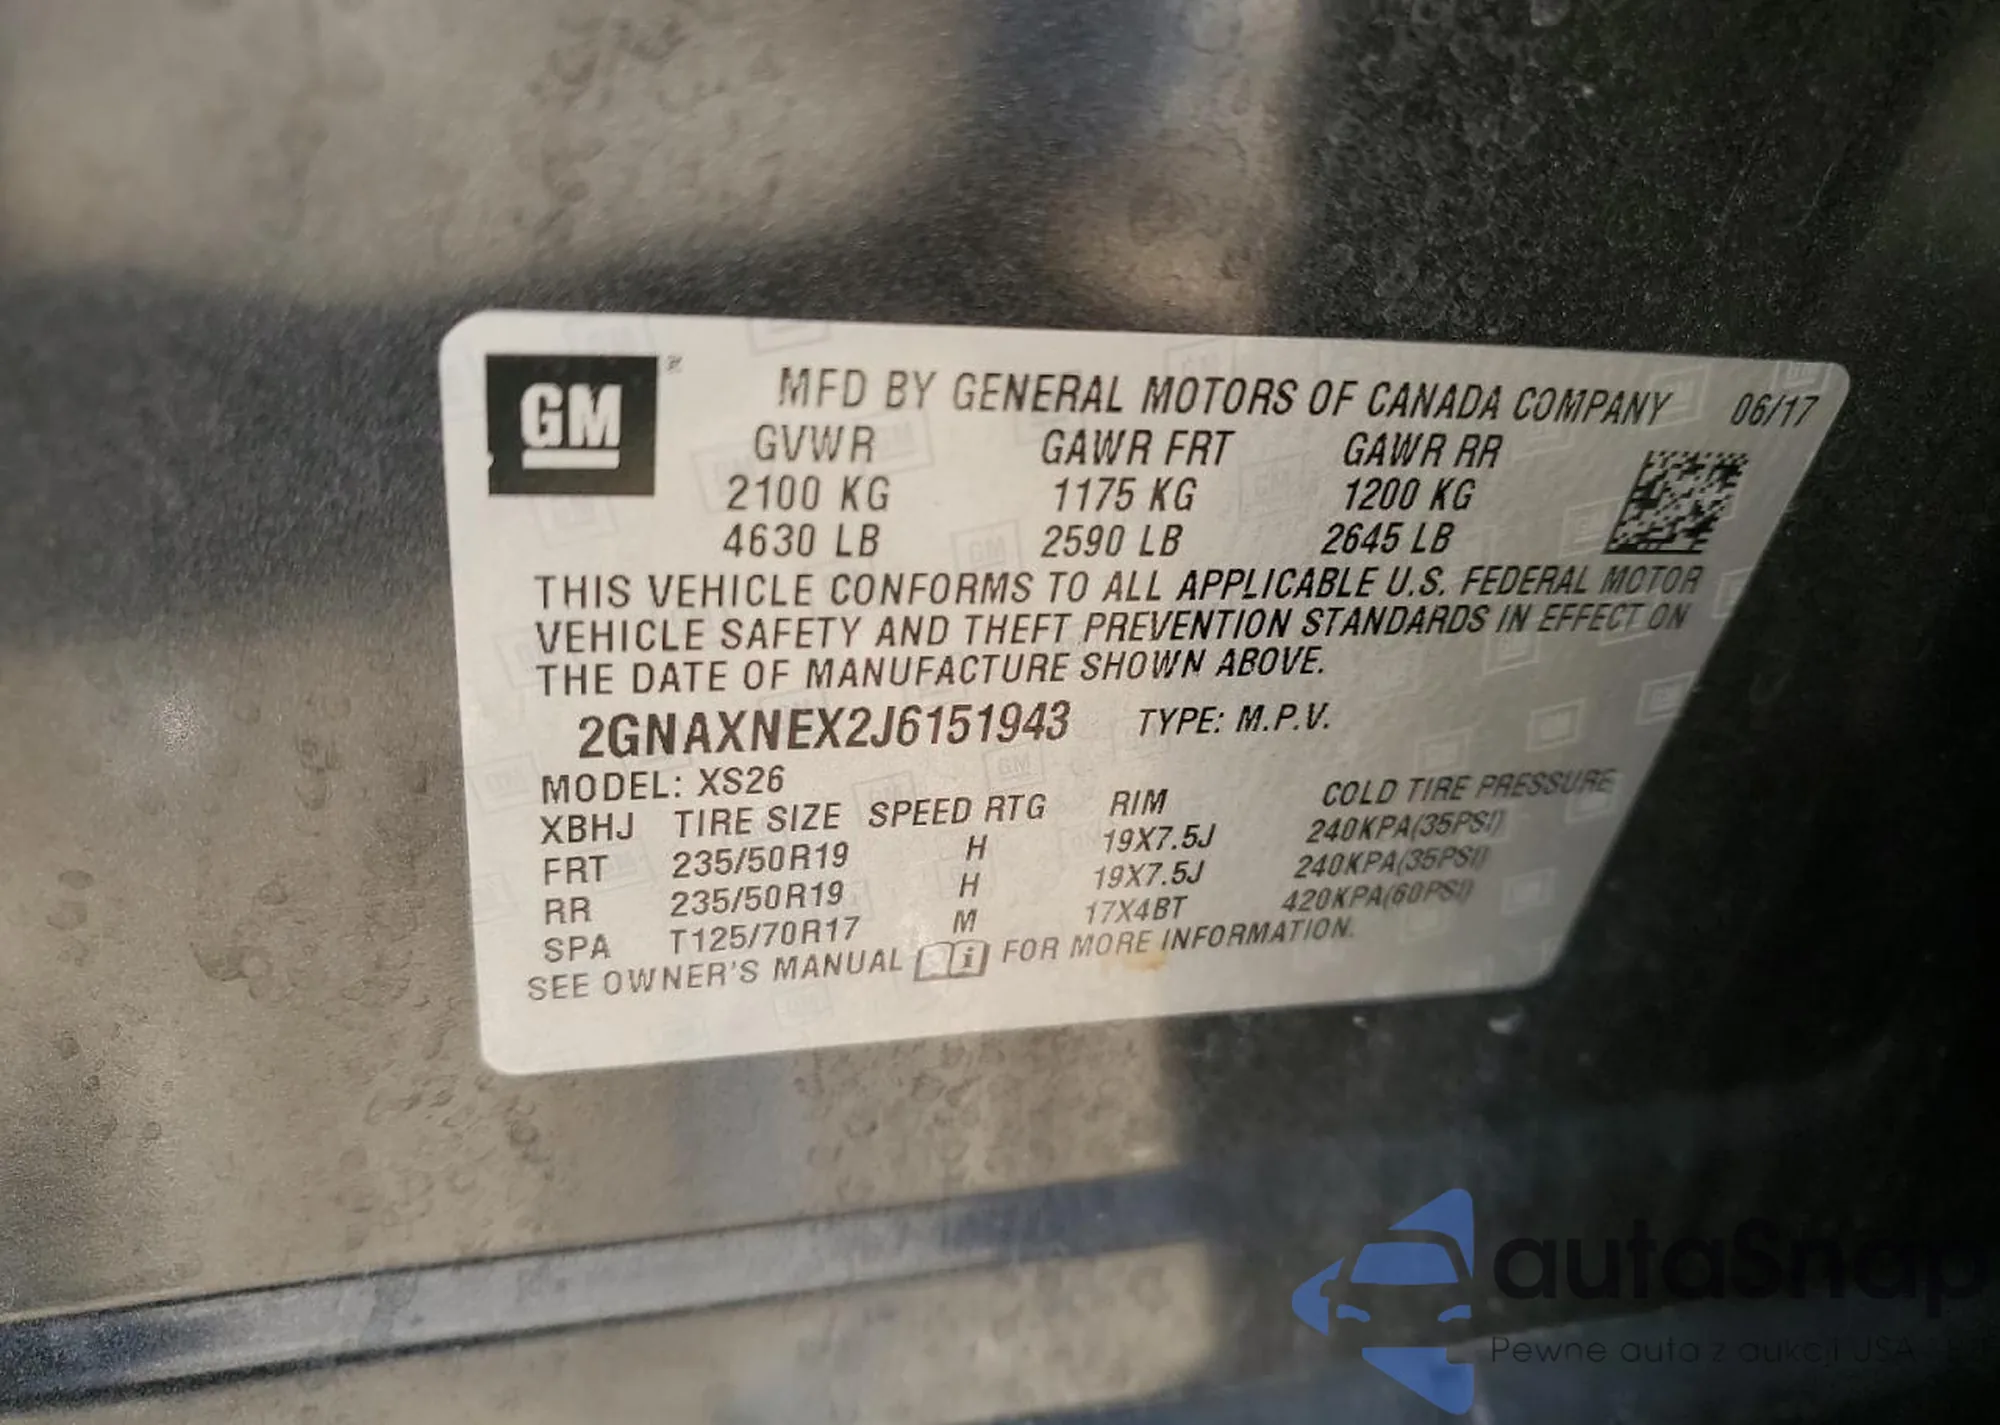 GM
MFD BY GENERAL MOTORS OF CANADA COMPANY 06/17
GVWR GAWR FRT GAWR RR
2100 KG 1175 KG 1200 KG
4630 LB 2590 LB 2645 LB
THIS VEHICLE CONFORMS TO ALL APPLICABLE U.S. FEDERAL MOTOR
VEHICLE SAFETY AND THEFT PREVENTION STANDARDS IN EFFECT ON
THE DATE OF MANUFACTURE SHOWN ABOVE.
2GNAXNEX2J6151943 TYPE: M.P.V.
MODEL: XS26
XBHJ TIRE SIZE SPEED RTG RIM COLD TIRE PRESSURE
FRT 235/50R19 H 19X7.5J 240KPA(35PSI)
RR 235/50R19 H 19X7.5J 240KPA(35PSI)
SPA T125/70R17 M 17X4BT 420KPA(60PSI)
SEE OWNER'S MANUAL i FOR MORE INFORMATION.
autaSnap
Pewne auta z aukcji USA